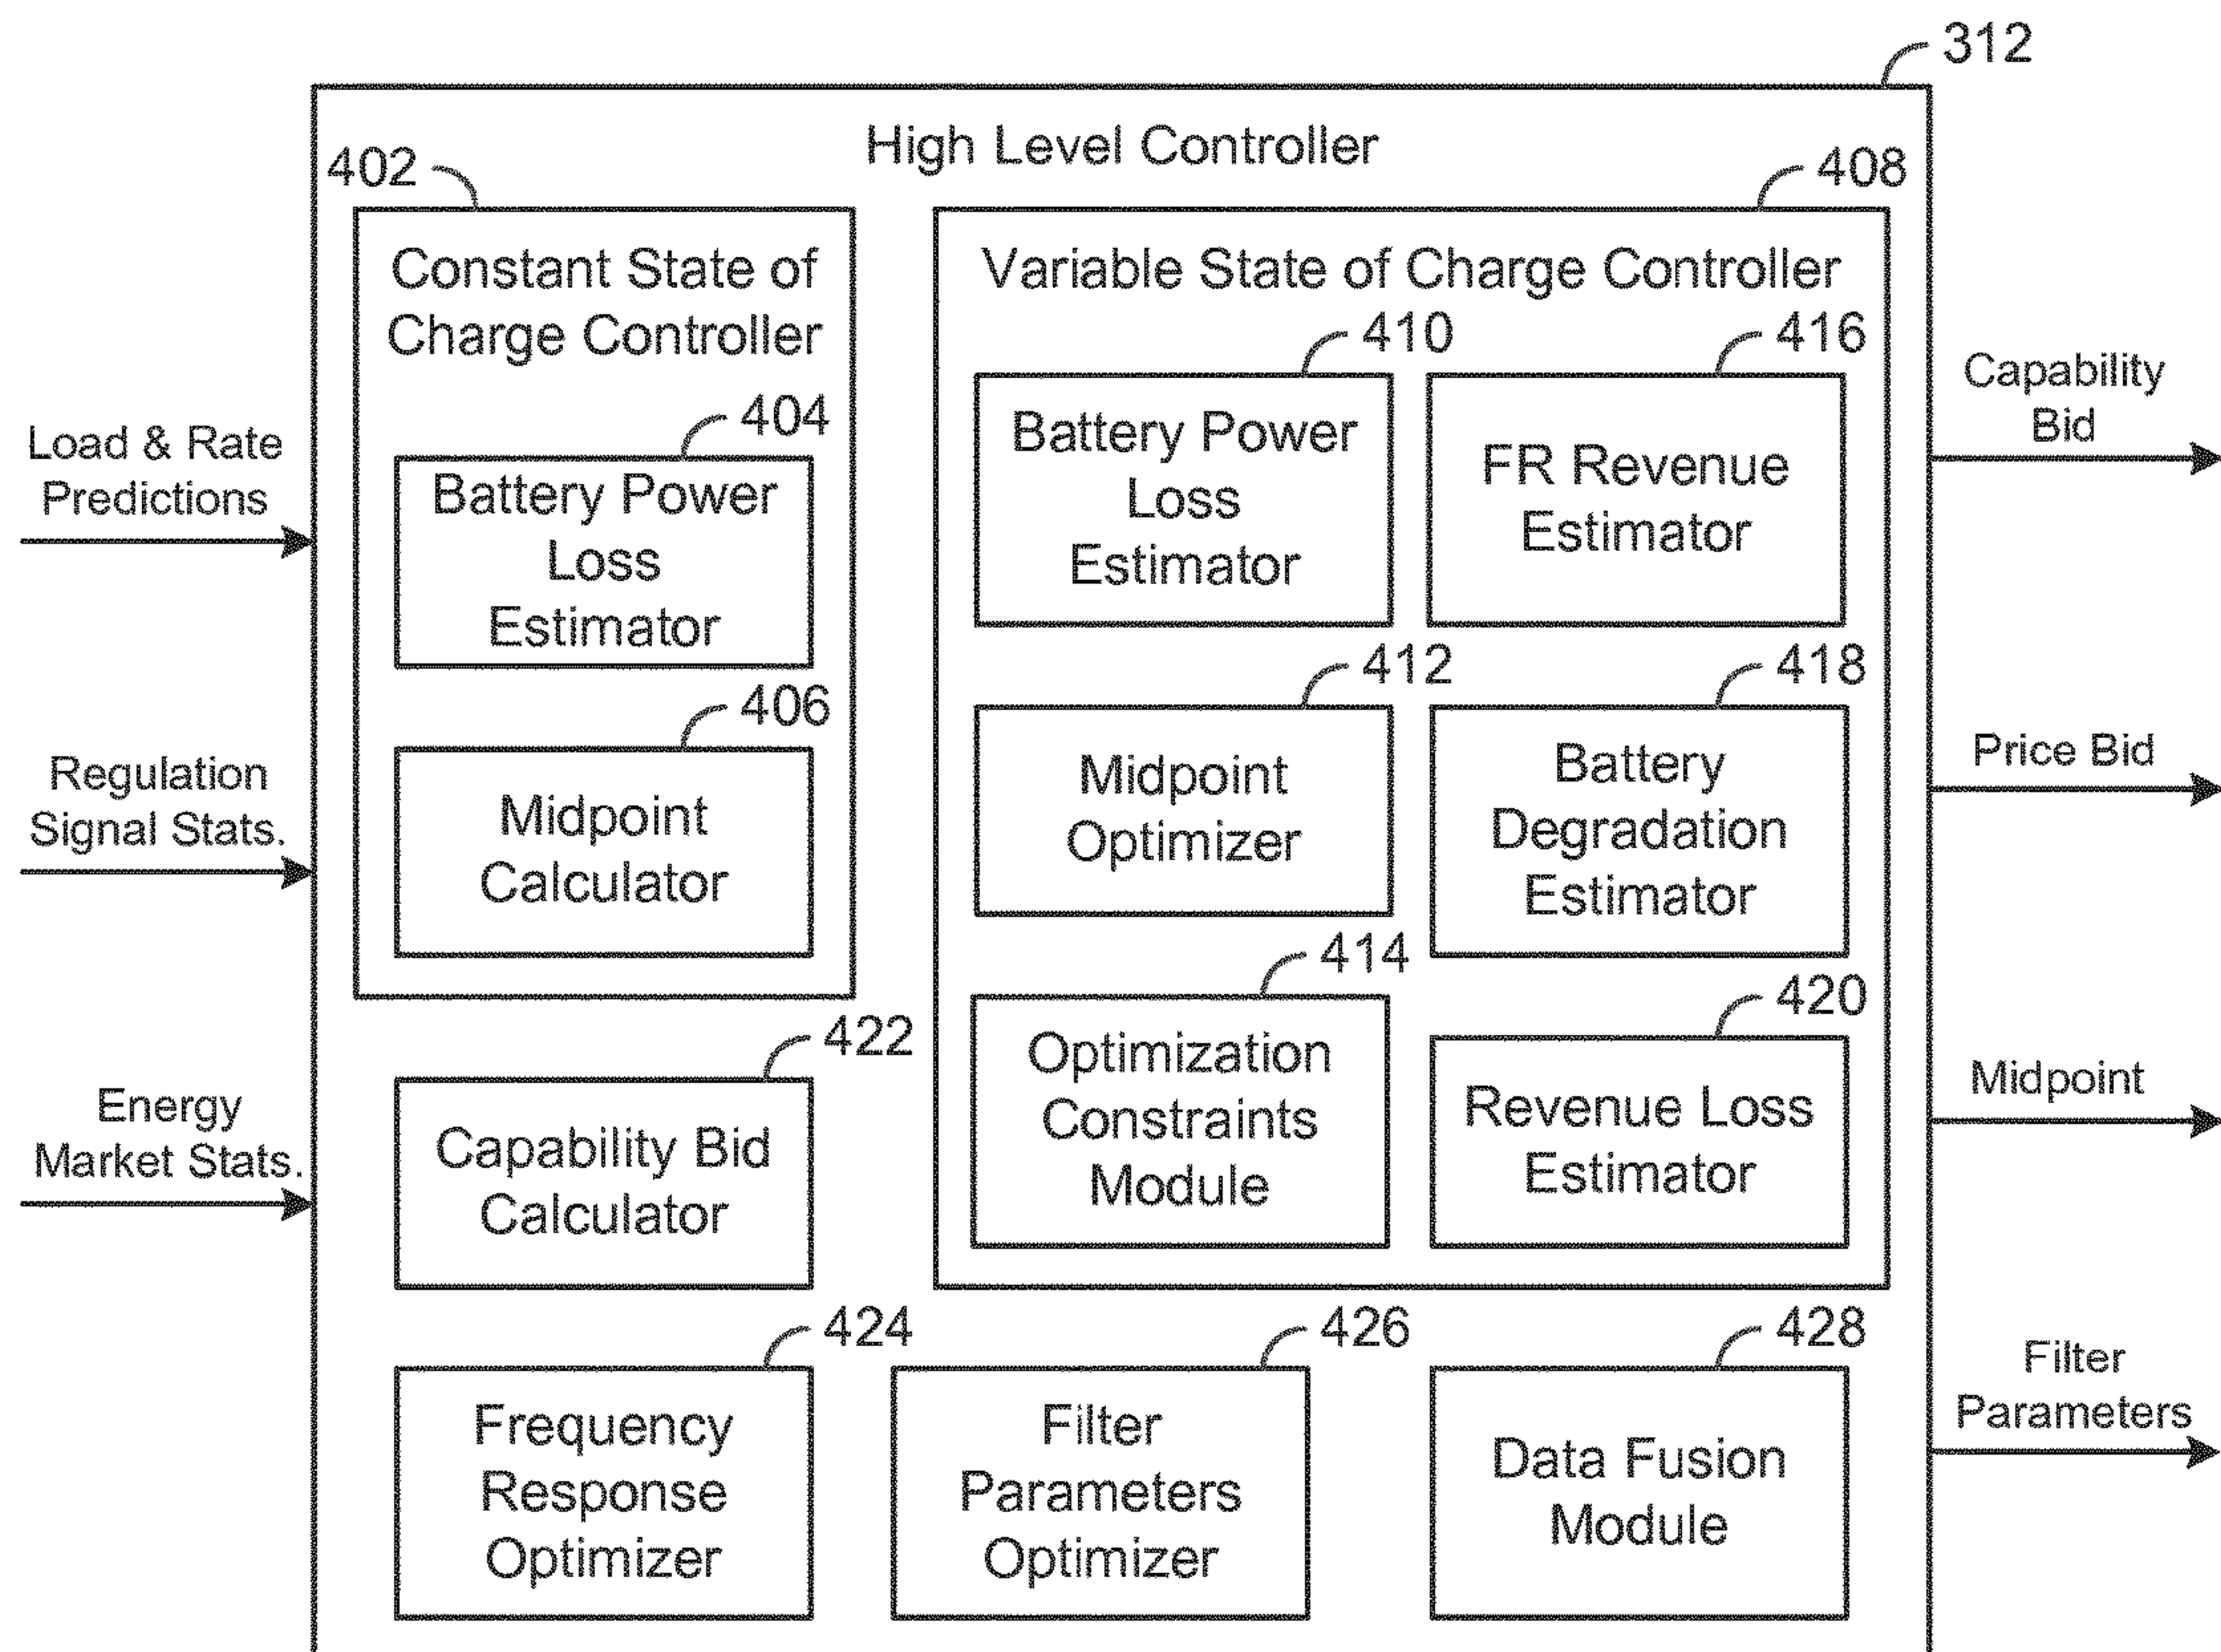 312
High Level Controller
402
408
Constant State of
Charge Controller
Variable State of Charge Controller
404
Battery Power
Loss
Estimator
406
Midpoint
Calculator
410
Battery Power
Loss
Estimator
416
FR Revenue
Estimator
412
Midpoint
Optimizer
418
Battery
Degradation
Estimator
414
Optimization
Constraints
Module
420
Revenue Loss
Estimator
422
Capability Bid
Calculator
424
Frequency
Response
Optimizer
426
Filter
Parameters
Optimizer
428
Data Fusion
Module
Load & Rate
Predictions
Regulation
Signal Stats.
Energy
Market Stats.
Capability
Bid
Price Bid
Midpoint
Filter
Parameters